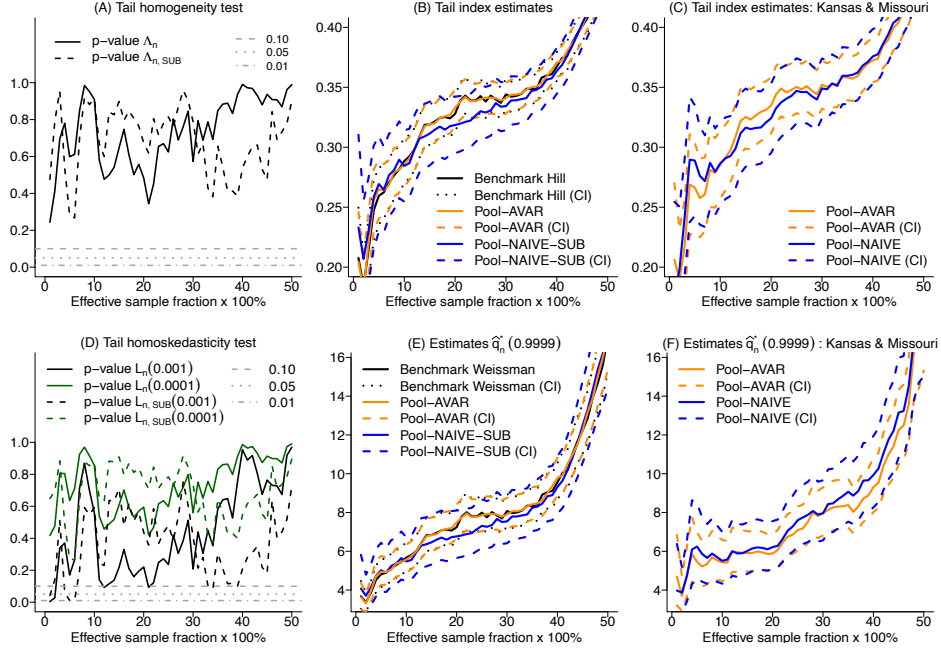 (A) Tail homogeneity test
p−value Λn
p−value Λn, SUB
0.10
0.05
0.01
1.0
0.8
0.6
0.4
0.2
0.0
0 10 20 30 40 50
Effective sample fraction x 100%
(B) Tail index estimates
0.40
0.35
0.30
0.25
0.20
Benchmark Hill
Benchmark Hill (CI)
Pool−AVAR
Pool−AVAR (CI)
Pool−NAIVE−SUB
Pool−NAIVE−SUB (CI)
0 10 20 30 40 50
Effective sample fraction x 100%
(C) Tail index estimates: Kansas & Missouri
0.40
0.35
0.30
0.25
0.20
Pool−AVAR
Pool−AVAR (CI)
Pool−NAIVE
Pool−NAIVE (CI)
0 10 20 30 40 50
Effective sample fraction x 100%
(D) Tail homoskedasticity test
p−value Ln(0.001)
p−value Ln(0.0001)
p−value Ln, SUB(0.001)
p−value Ln, SUB(0.0001)
0.10
0.05
0.01
1.0
0.8
0.6
0.4
0.2
0.0
0 10 20 30 40 50
Effective sample fraction x 100%
(E) Estimates q̂*n(0.9999)
16
14
12
10
8
6
4
Benchmark Weissman
Benchmark Weissman (CI)
Pool−AVAR
Pool−AVAR (CI)
Pool−NAIVE−SUB
Pool−NAIVE−SUB (CI)
0 10 20 30 40 50
Effective sample fraction x 100%
(F) Estimates q̂*n(0.9999) : Kansas & Missouri
16
14
12
10
8
6
4
Pool−AVAR
Pool−AVAR (CI)
Pool−NAIVE
Pool−NAIVE (CI)
0 10 20 30 40 50
Effective sample fraction x 100%